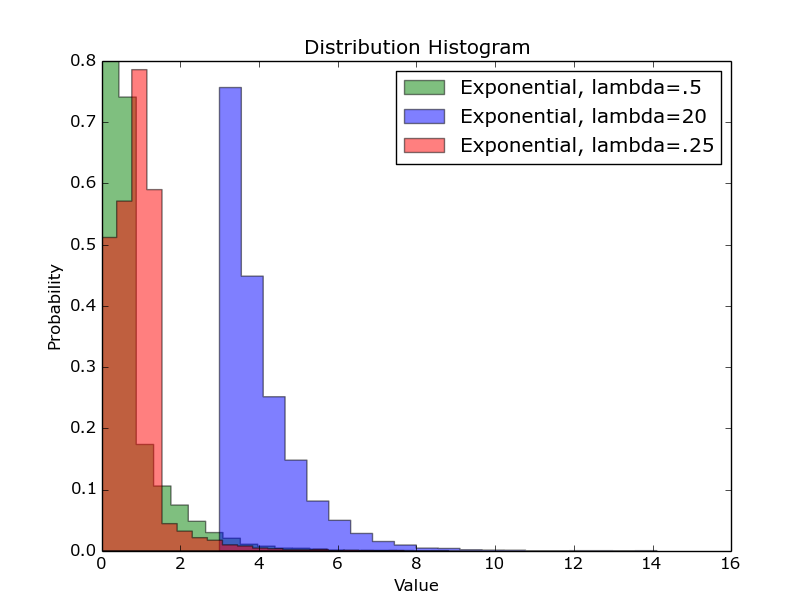 Distribution Histogram
Exponential, lambda=.5
Exponential, lambda=20
Exponential, lambda=.25
0.8
0.7
0.6
0.5
0.4
0.3
0.2
0.1
0.0
Probability
0 2 4 6 8 10 12 14 16
Value